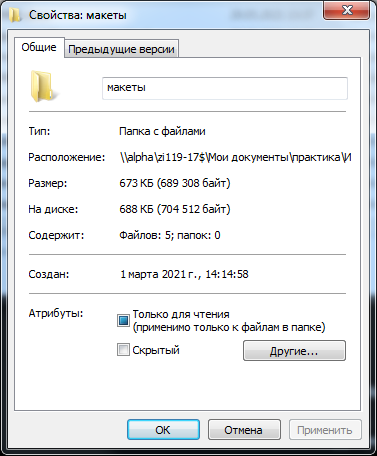 Свойства: макеты
Общие
Предыдущие версии
макеты
Тип: Папка с файлами
Расположение: \\alpha\zi119-17$\Мои документы\практика\И
Размер: 673 КБ (689 308 байт)
На диске: 688 КБ (704 512 байт)
Содержит: Файлов: 5; папок: 0
Создан: 1 марта 2021 г., 14:14:58
Атрибуты: Только для чтения
(применимо только к файлам в папке)
Скрытый
Другие...
ОК
Отмена
Применить